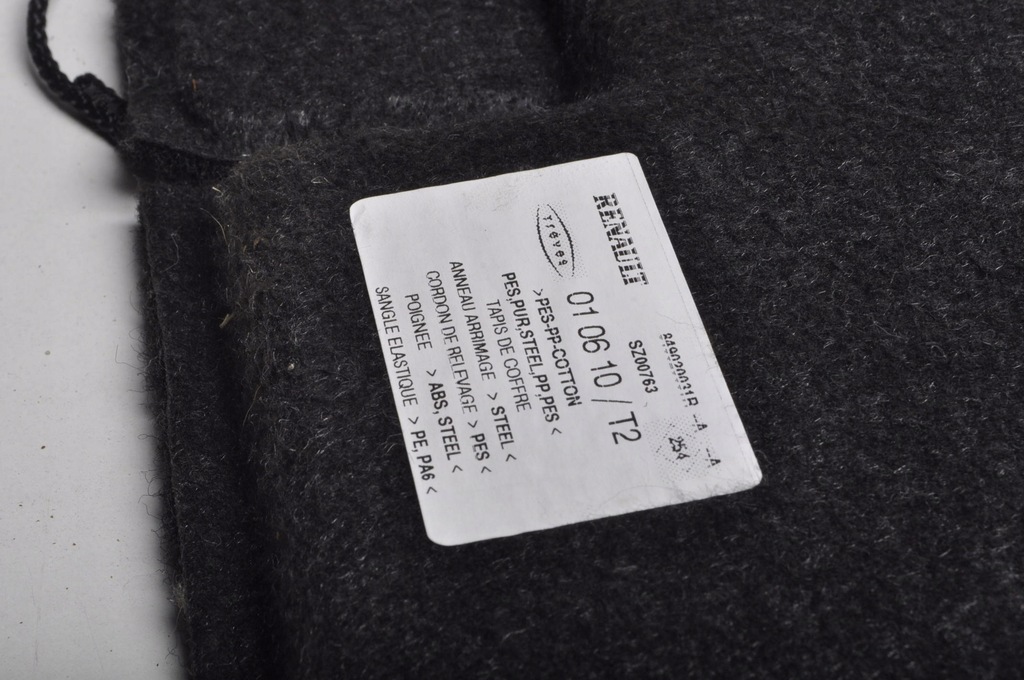 RENAULT
849020031R --A --A
SZ00763
254
Tréves
01 06 10 / T2
>PES-PP-COTTON
PES,PUR,STEEL,PP,PES <
TAPIS DE COFFRE
ANNEAU ARRIMAGE > STEEL <
CORDON DE RELEVAGE > PES <
POIGNEE > ABS, STEEL <
SANGLE ELASTIQUE > PE, PA6 <